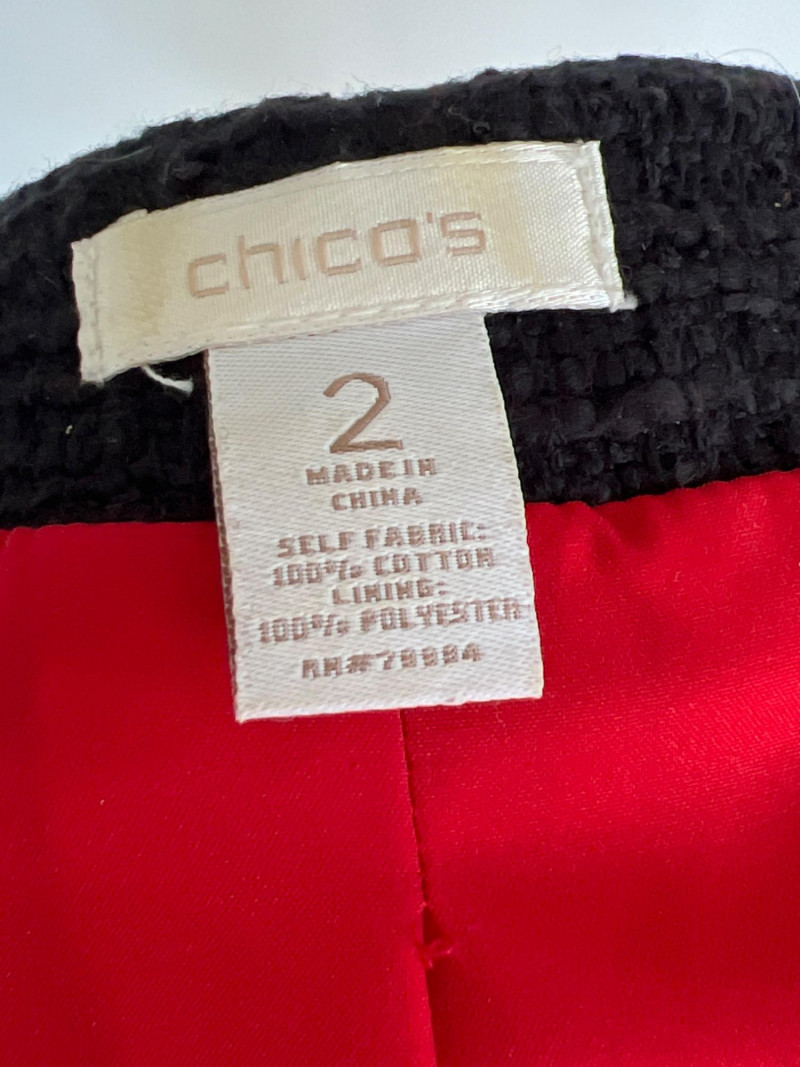 chico's
2
MADE IN
CHINA
SELF FABRIC:
100% COTTON
LINING:
100% POLYESTER